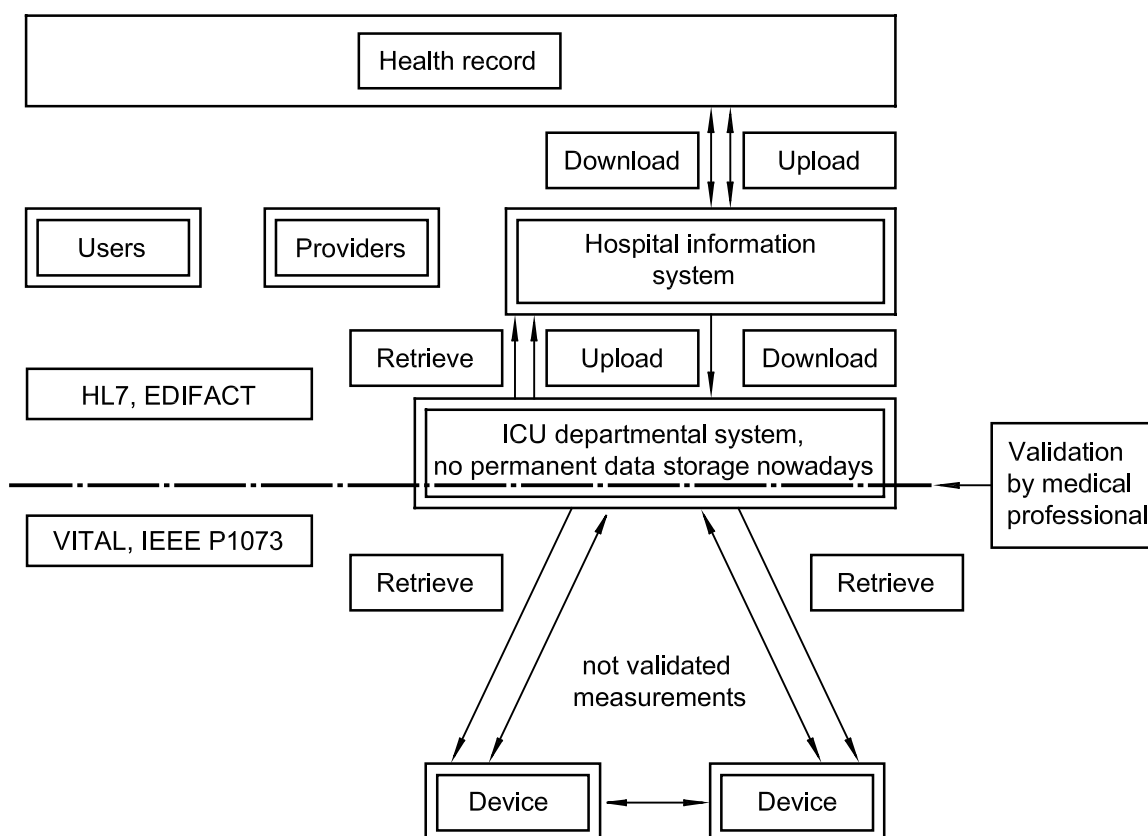 Health record
Download
Upload
Users
Providers
Hospital information
system
Retrieve
Upload
Download
HL7, EDIFACT
ICU departmental system,
no permanent data storage nowadays
Validation
by medical
professional
VITAL, IEEE P1073
Retrieve
Retrieve
not validated
measurements
Device
Device